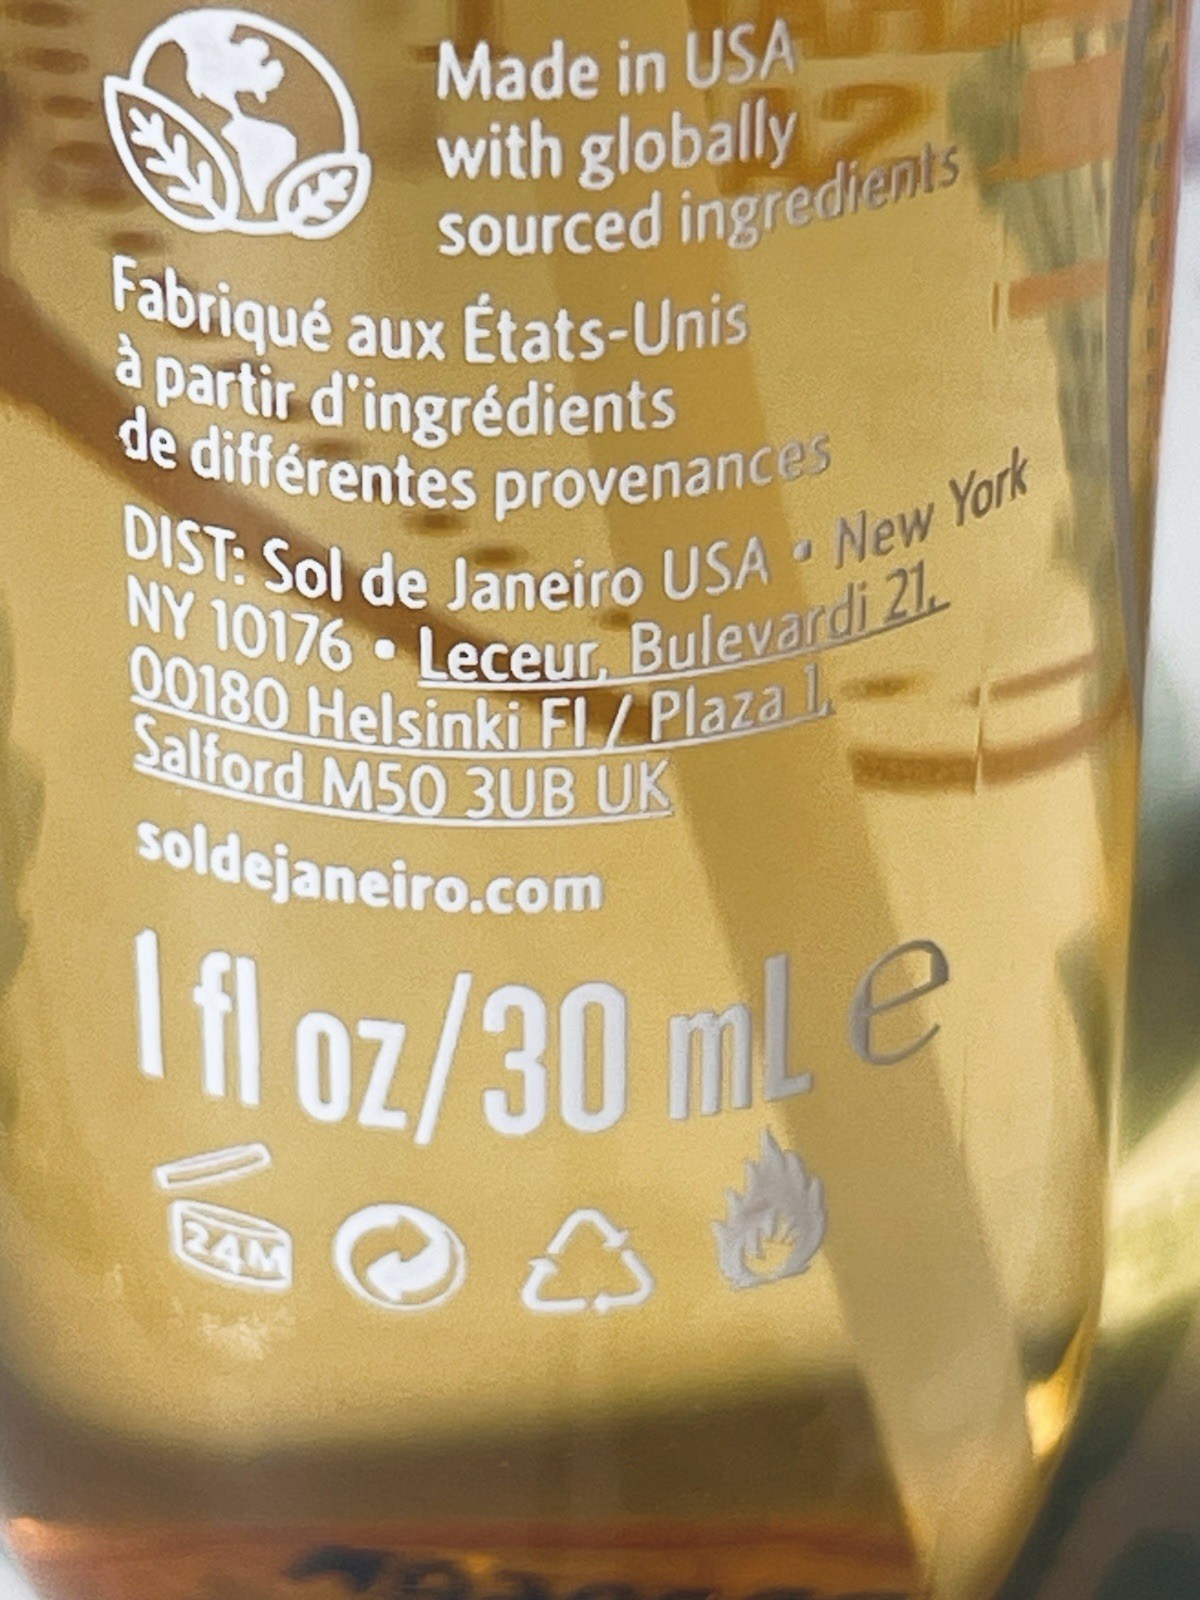 Made in USA
with globally
sourced ingredients
Fabriqué aux États-Unis
à partir d'ingrédients
de différentes provenances
DIST: Sol de Janeiro USA • New York
NY 10176 • Leceur, Bulevardi 21,
00180 Helsinki FI / Plaza 1,
Salford M50 3UB UK
soldejaneiro.com
1 fl oz/30 mL e
24M